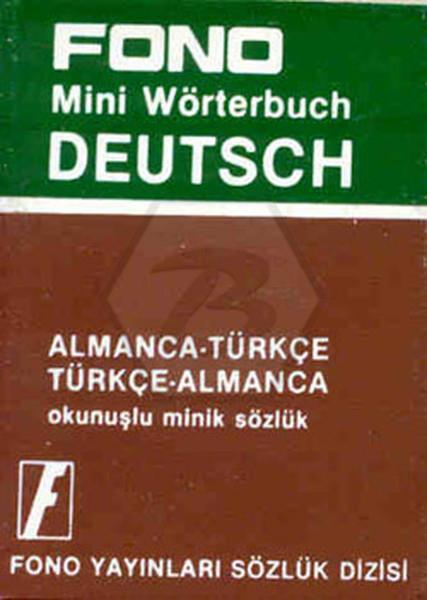 FONO
Mini Wörterbuch
DEUTSCH
ALMANCA-TÜRKÇE
TÜRKÇE-ALMANCA
okunuşlu minik sözlük
F
FONO YAYINLARI SÖZLÜK DİZİSİ